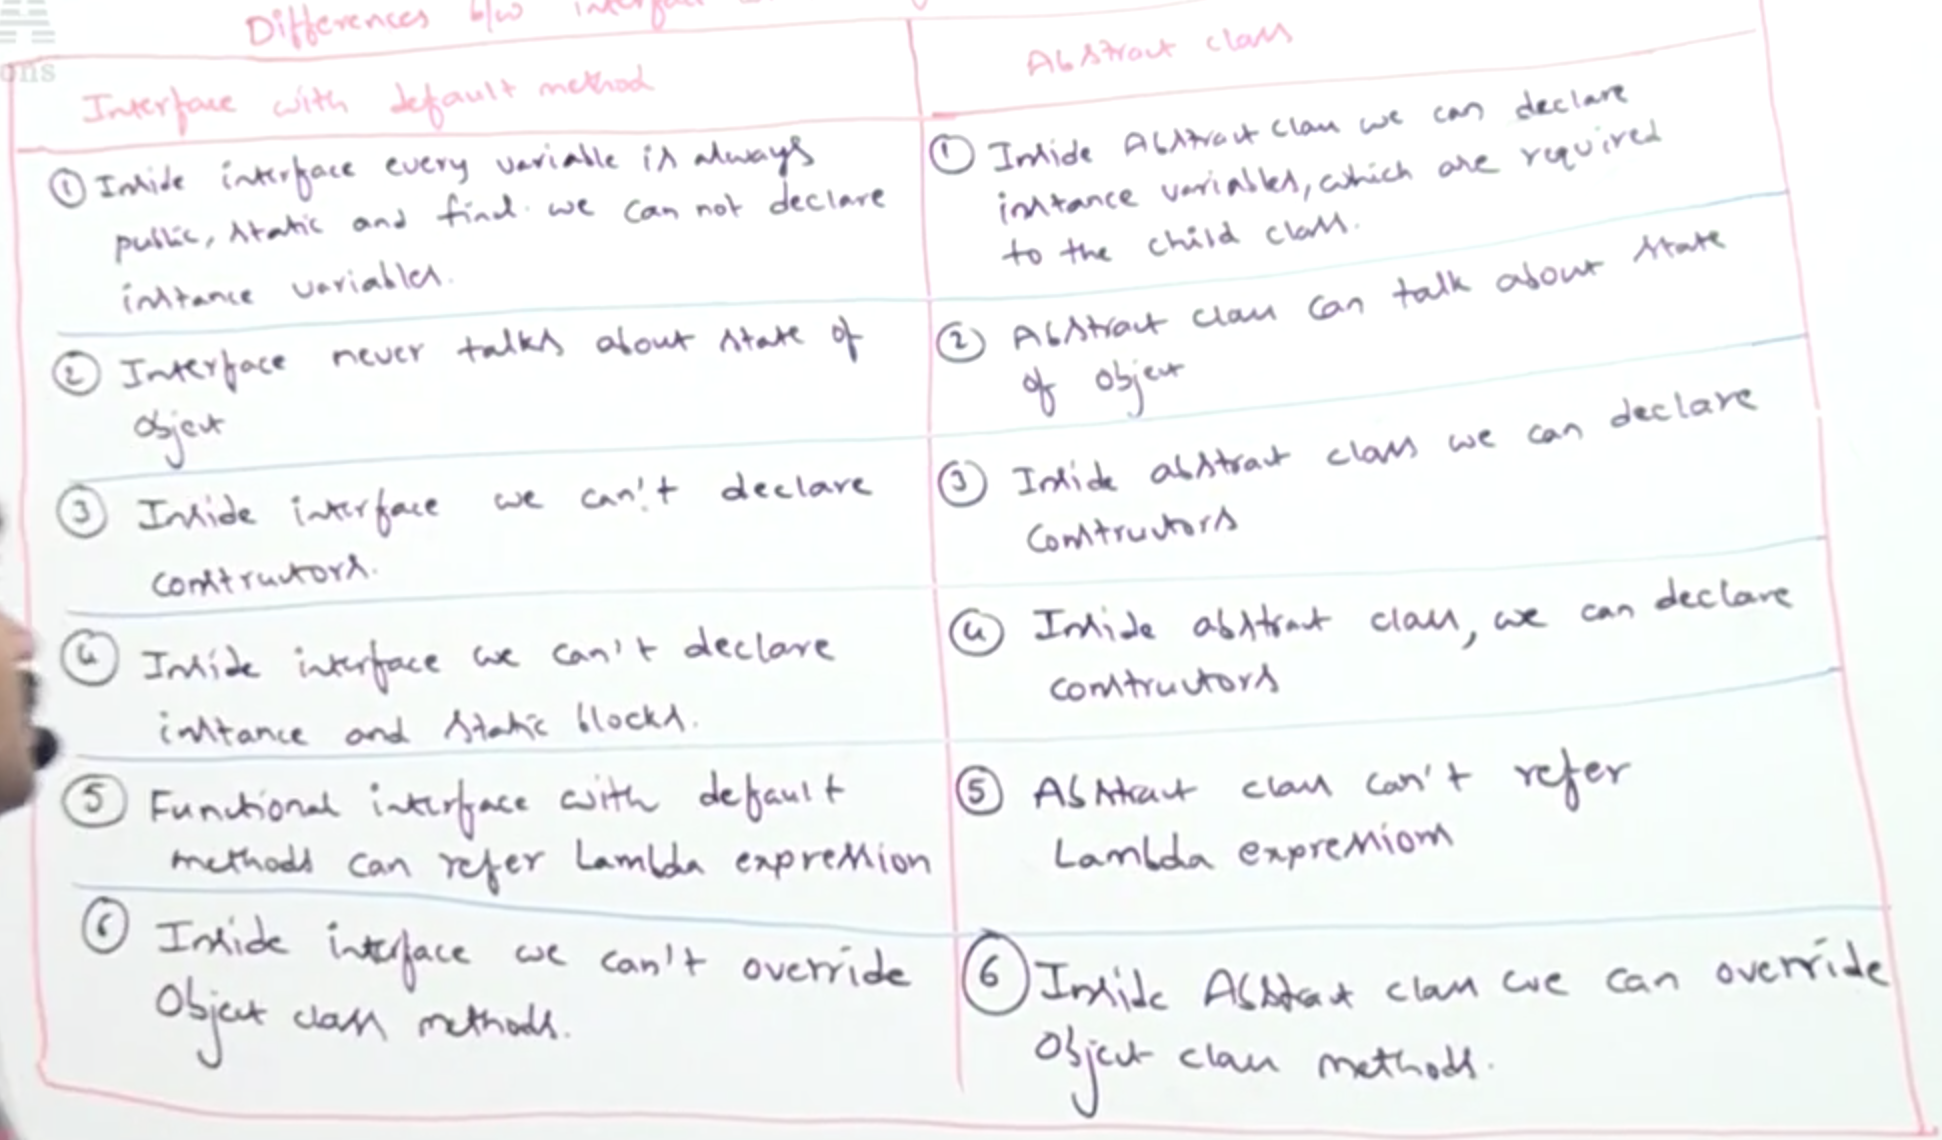 ons
Differences b/w
Interface with default method
Abstract class
① Inside interface every variable is always
public, static and final. we can not declare
instance variables.
① Inside Abstract class we can declare
instance variables, which are required
to the child class.
② Interface never talks about state of
object
② Abstract class can talk about state
of object
③ Inside interface we can't declare
constructors.
③ Inside abstract class we can declare
constructors
④ Inside interface we can't declare
instance and static blocks.
④ Inside abstract class, we can declare
constructors
⑤ Functional interface with default
methods can refer Lambda expression
⑤ Abstract class can't refer
Lambda expressions
⑥ Inside interface we can't override
Object class methods.
⑥ Inside Abstract class we can override
Object class methods.